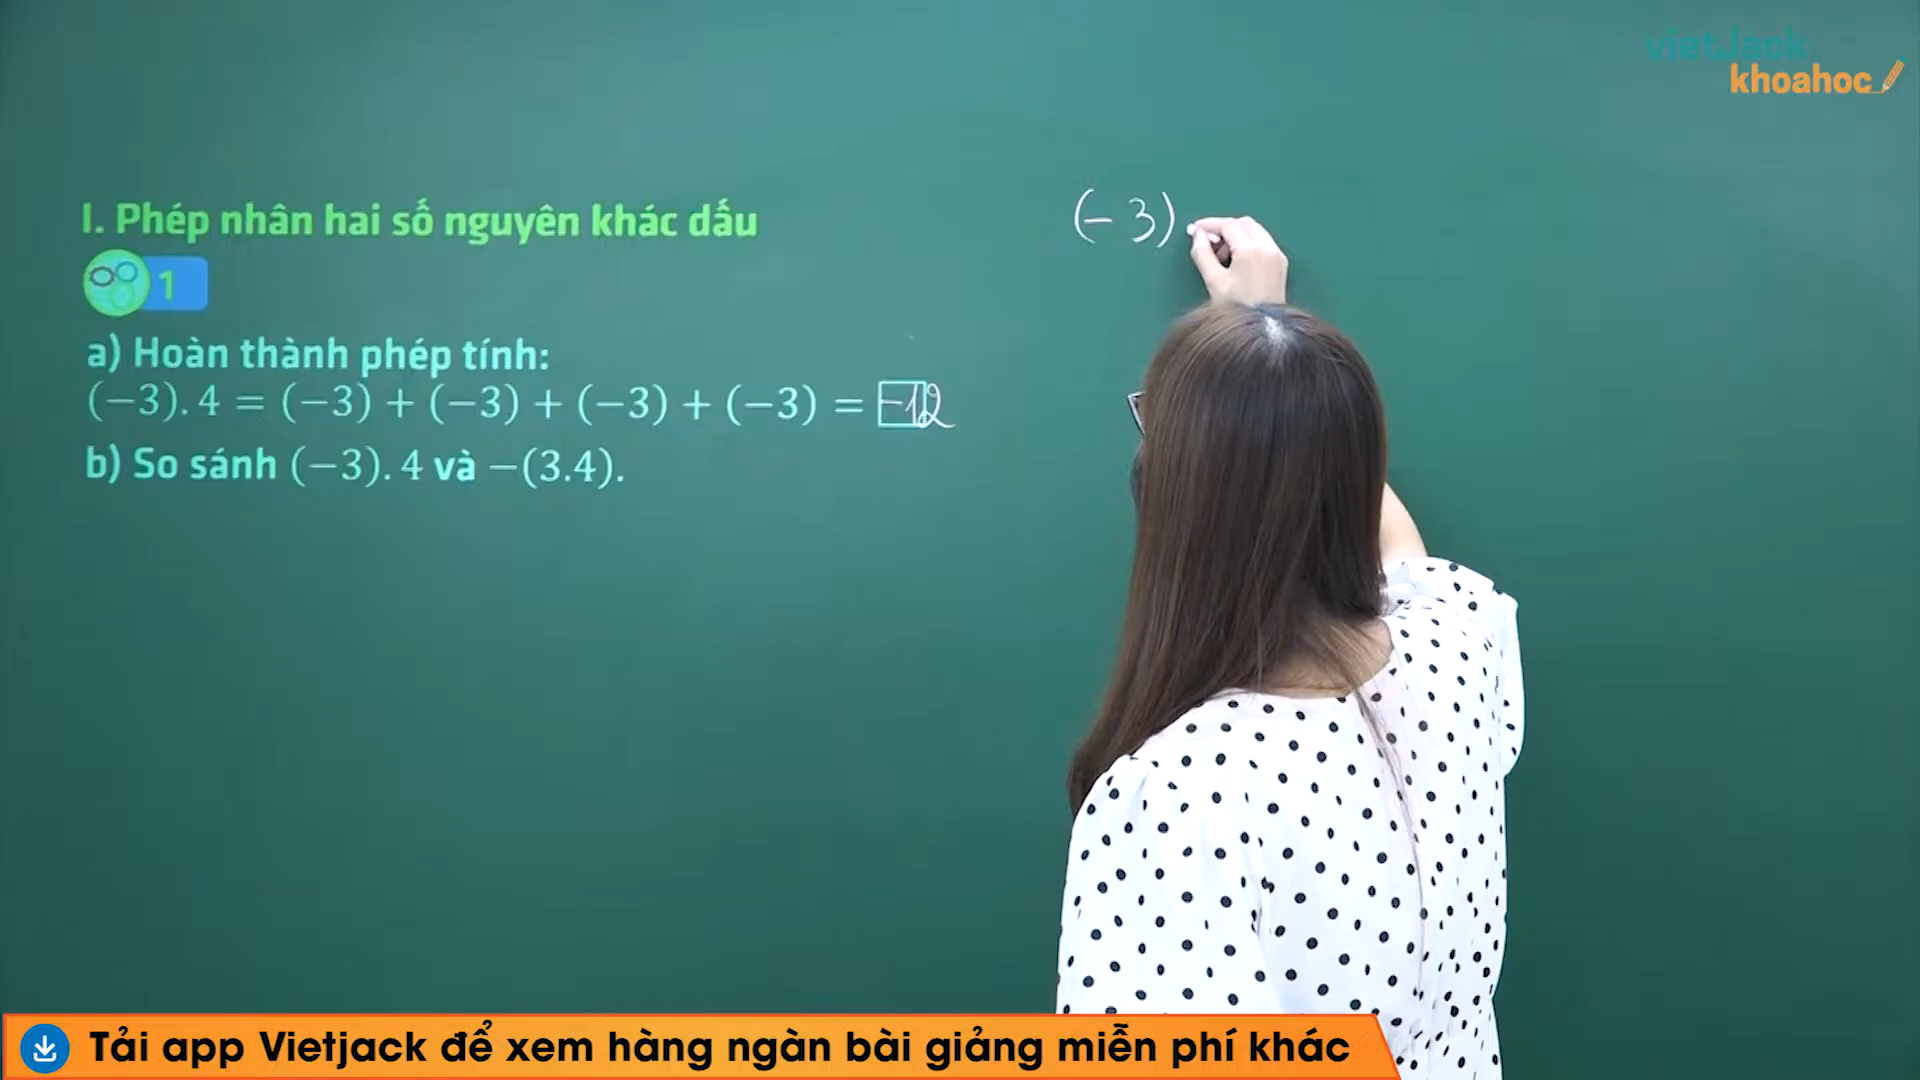 vietJack
khoahoc
I. Phép nhân hai số nguyên khác dấu
1
a) Hoàn thành phép tính:
(−3). 4 = (−3) + (−3) + (−3) + (−3) = −12
b) So sánh (−3). 4 và −(3.4).
(− 3) .
Tải app Vietjack để xem hàng ngàn bài giảng miễn phí khác